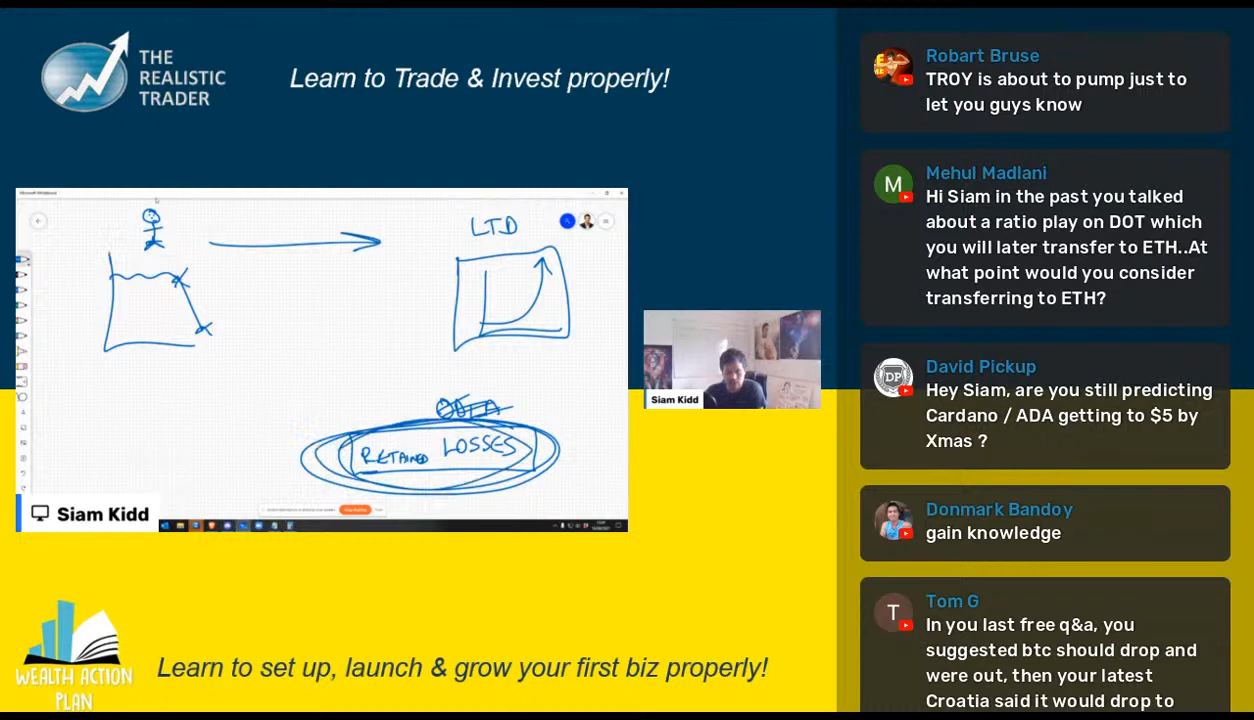 THE
REALISTIC
TRADER
Learn to Trade & Invest properly!
LTD
RETAINED LOSSES
Siam Kidd
Siam Kidd
WEALTH ACTION
PLAN
Learn to set up, launch & grow your first biz properly!
Robart Bruse
TROY is about to pump just to
let you guys know
M
Mehul Madlani
Hi Siam in the past you talked
about a ratio play on DOT which
you will later transfer to ETH..At
what point would you consider
transferring to ETH?
DP
David Pickup
Hey Siam, are you still predicting
Cardano / ADA getting to $5 by
Xmas ?
Donmark Bandoy
gain knowledge
T
Tom G
In you last free q&a, you
suggested btc should drop and
were out, then your latest
Croatia said it would drop to